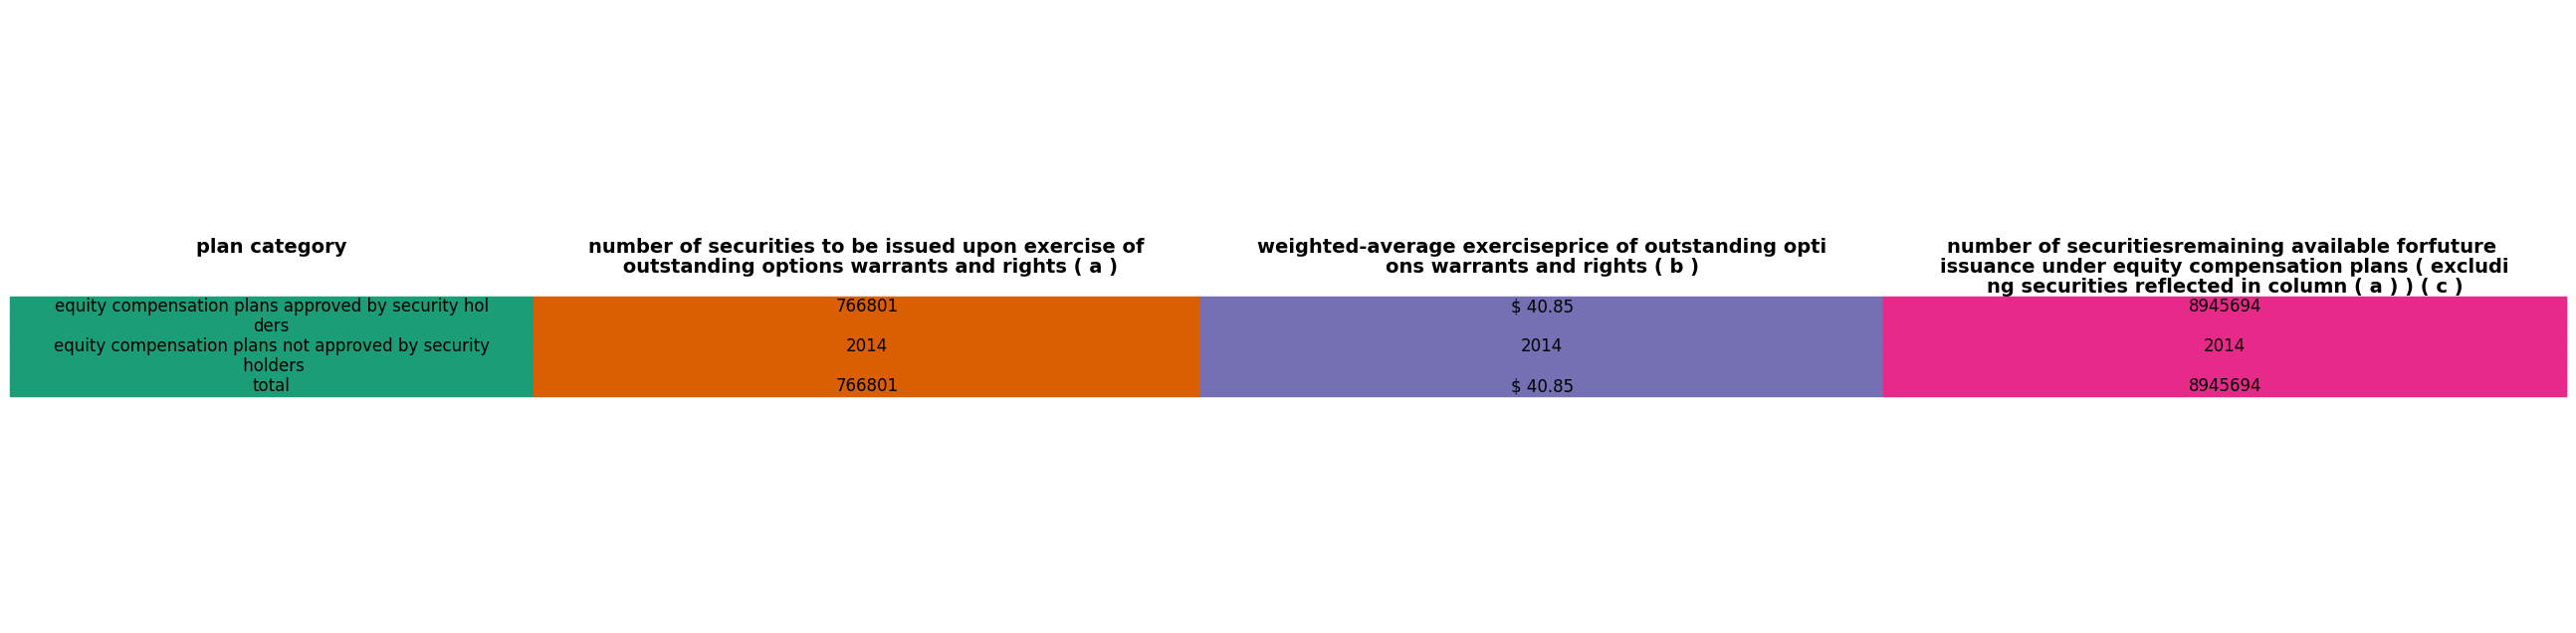 plan category
number of securities to be issued upon exercise of
outstanding options warrants and rights ( a )
weighted-average exerciseprice of outstanding opti
ons warrants and rights ( b )
number of securitiesremaining available forfuture
issuance under equity compensation plans ( excludi
ng securities reflected in column ( a ) ) ( c )
equity compensation plans approved by security hol
ders
766801
$ 40.85
8945694
equity compensation plans not approved by security
holders
2014
2014
2014
total
766801
$ 40.85
8945694